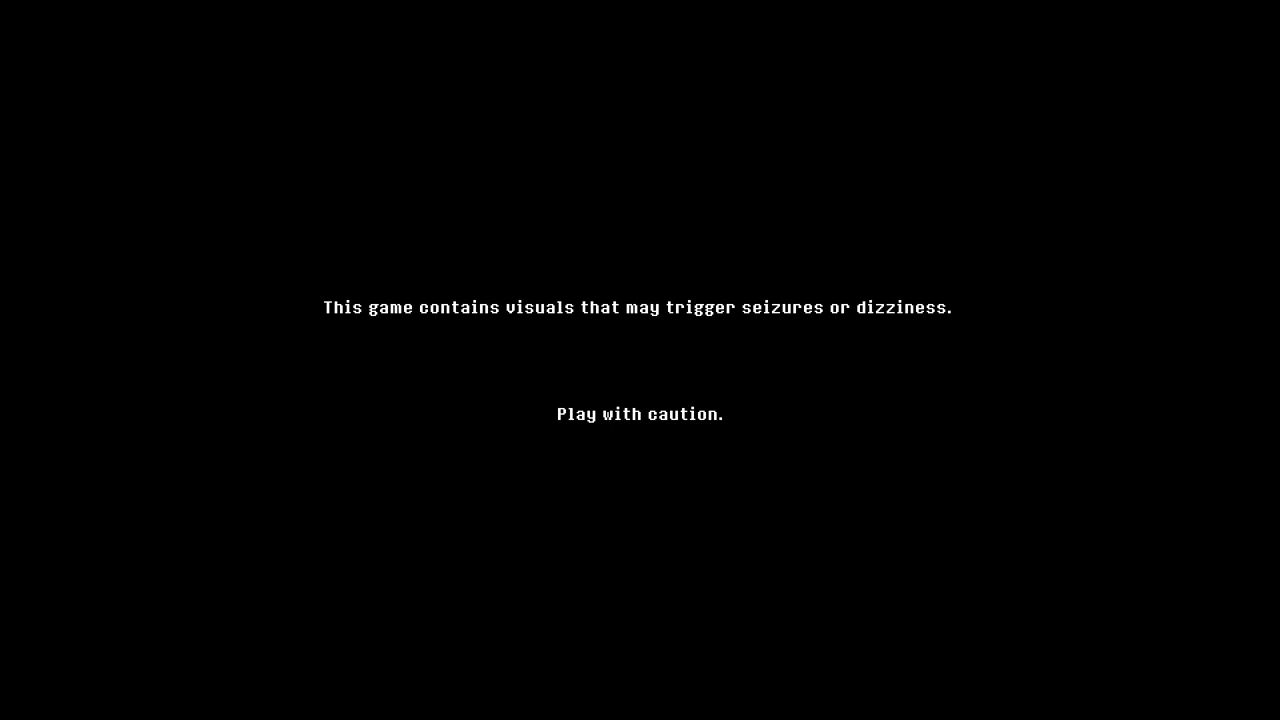 This game contains visuals that may trigger seizures or dizziness.
Play with caution.